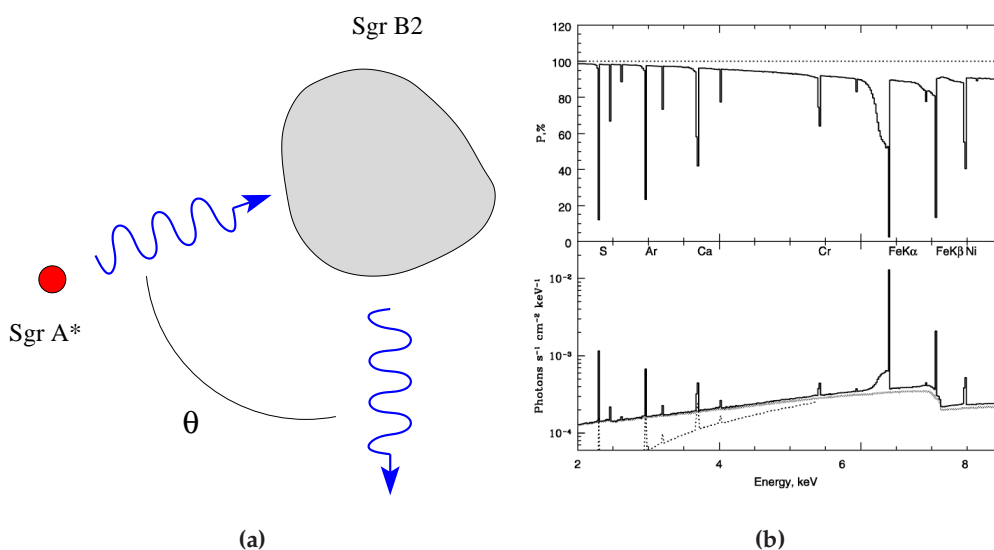 Sgr B2
Sgr A*
θ
(a)
120
100
80
60
40
20
0
P,%
S Ar Ca Cr FeKα FeKβ Ni
10⁻²
10⁻³
10⁻⁴
Photons s⁻¹ cm⁻² keV⁻¹
2 4 6 8
Energy, keV
(b)